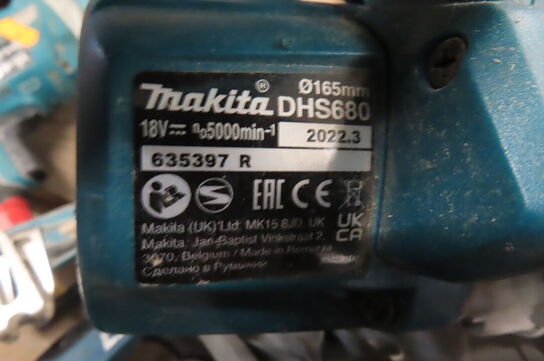 Ø165mm
makita® DHS680
18V⎓ n₀5000min⁻¹ 2022.3
635397 R
EAC CE
Makita (UK) Ltd. MK15 8JD, UK
UK
CA
Makita, Jan-Baptist Vinkstraat 2,
3070, Belgium / Made in Romania
Сделано в Румынии